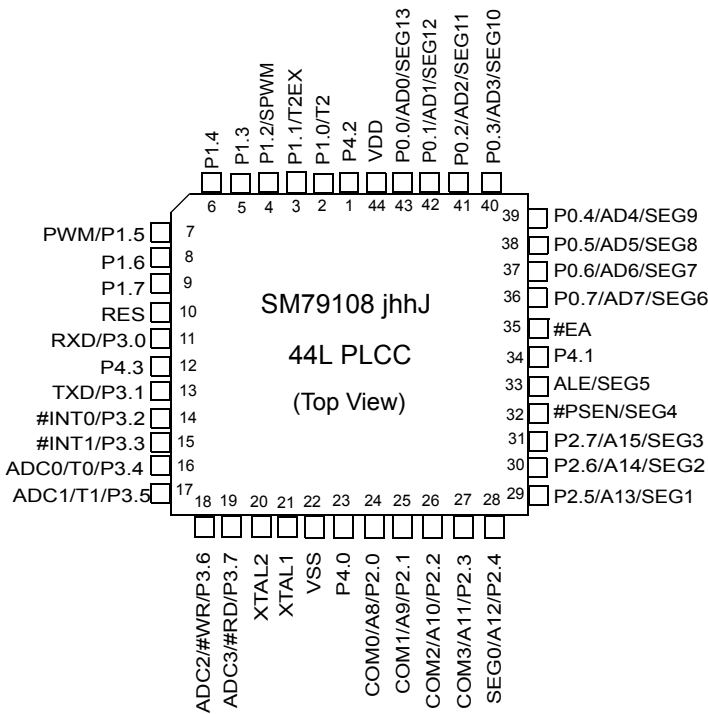 P1.4
P1.3
P1.2/SPWM
P1.1/T2EX
P1.0/T2
P4.2
VDD
P0.0/AD0/SEG13
P0.1/AD1/SEG12
P0.2/AD2/SEG11
P0.3/AD3/SEG10
6 5 4 3 2 1 44 43 42 41 40
PWM/P1.5 7
P1.6 8
P1.7 9
RES 10
RXD/P3.0 11
P4.3 12
TXD/P3.1 13
#INT0/P3.2 14
#INT1/P3.3 15
ADC0/T0/P3.4 16
ADC1/T1/P3.5 17
SM79108 jhhJ
44L PLCC
(Top View)
39 P0.4/AD4/SEG9
38 P0.5/AD5/SEG8
37 P0.6/AD6/SEG7
36 P0.7/AD7/SEG6
35 #EA
34 P4.1
33 ALE/SEG5
32 #PSEN/SEG4
31 P2.7/A15/SEG3
30 P2.6/A14/SEG2
29 P2.5/A13/SEG1
18 19 20 21 22 23 24 25 26 27 28
ADC2/#WR/P3.6
ADC3/#RD/P3.7
XTAL2
XTAL1
VSS
P4.0
COM0/A8/P2.0
COM1/A9/P2.1
COM2/A10/P2.2
COM3/A11/P2.3
SEG0/A12/P2.4